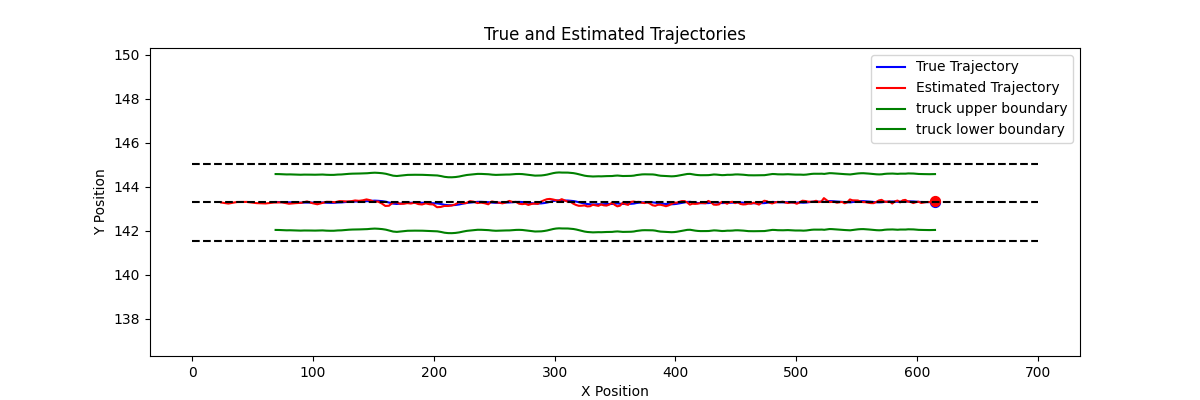 True and Estimated Trajectories
True Trajectory
Estimated Trajectory
truck upper boundary
truck lower boundary
Y Position
150
148
146
144
142
140
138
0 100 200 300 400 500 600 700
X Position